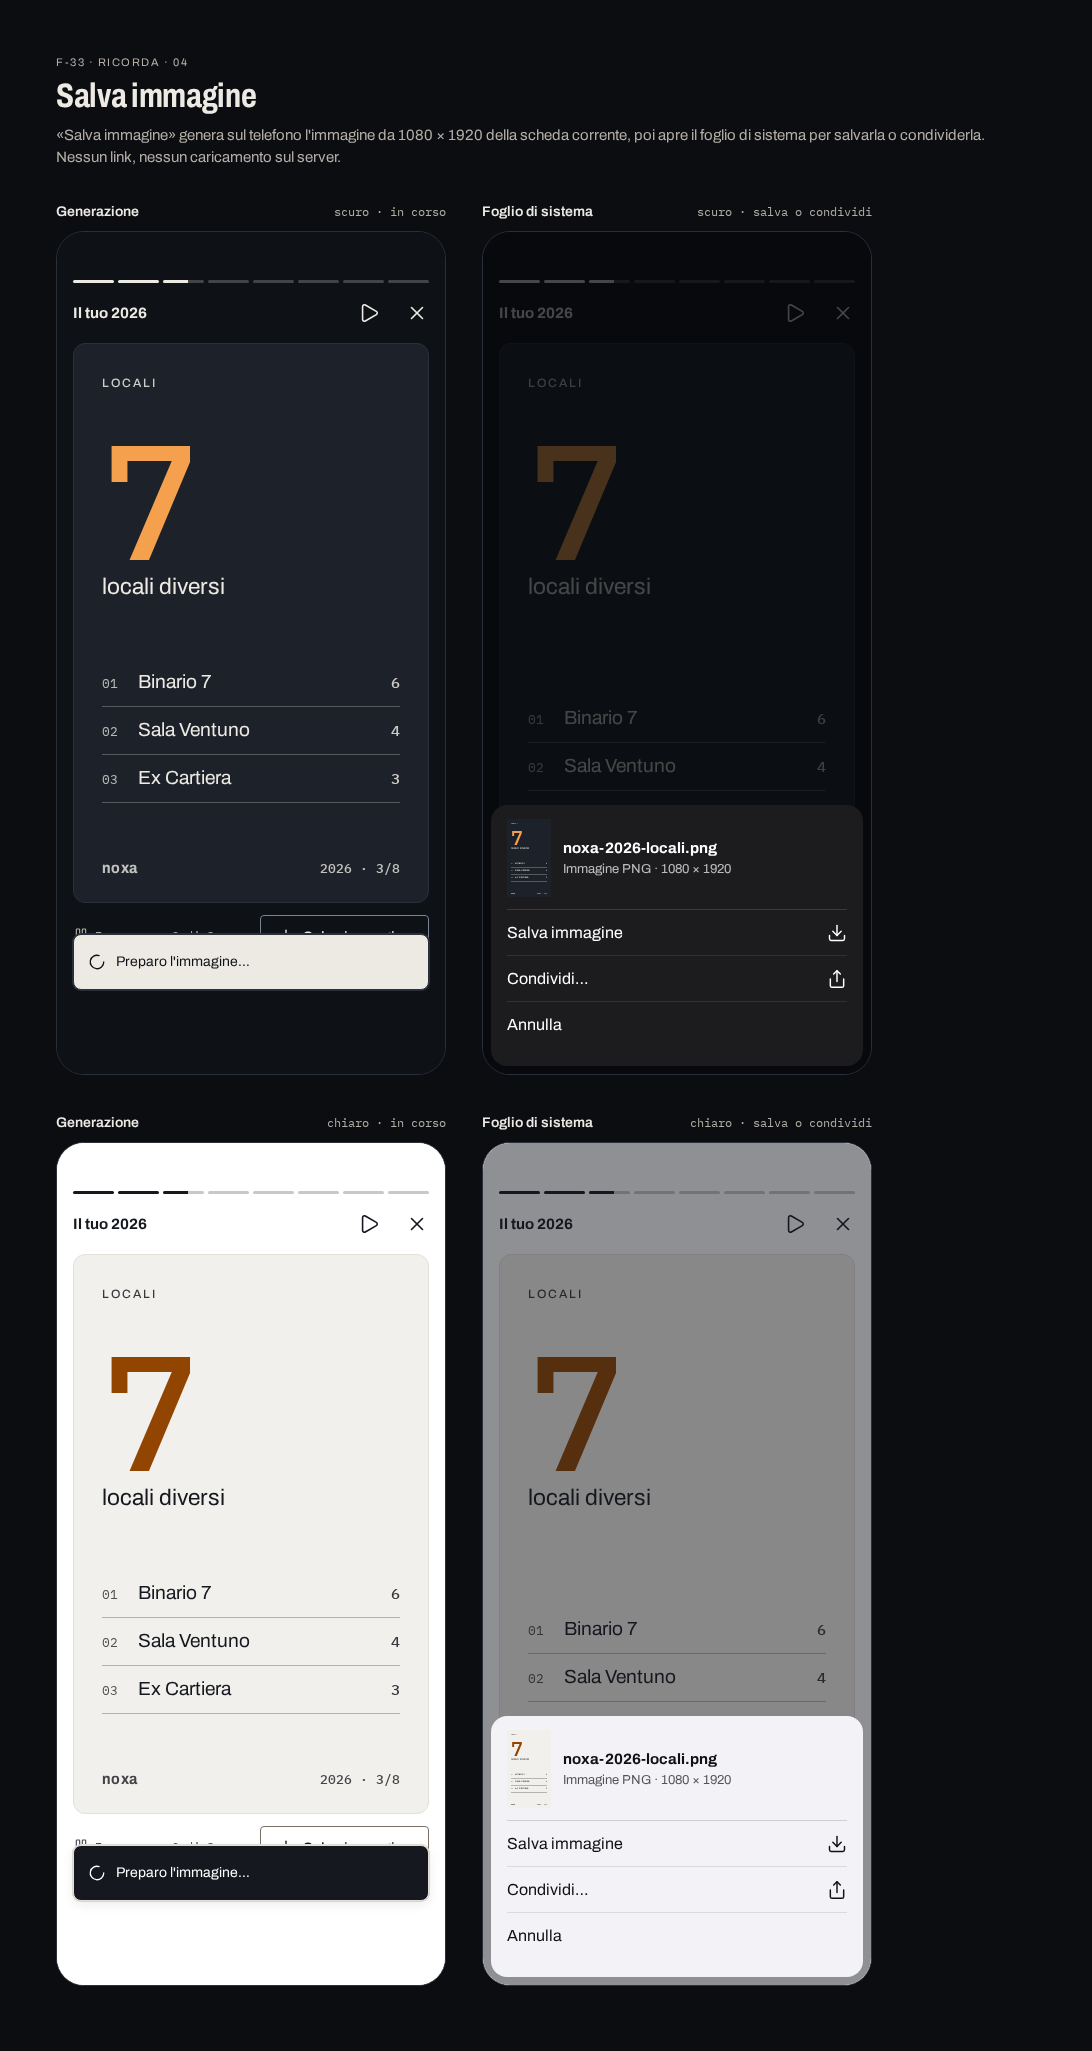 F-33 · RICORDA · 04
Salva immagine
«Salva immagine» genera sul telefono l'immagine da 1080 × 1920 della scheda corrente, poi apre il foglio di sistema per salvarla o condividerla.
Nessun link, nessun caricamento sul server.
Generazione
scuro · in corso
Il tuo 2026
LOCALI
7
locali diversi
01 Binario 7 6
02 Sala Ventuno 4
03 Ex Cartiera 3
noxa 2026 · 3/8
Preparo l'immagine...
Foglio di sistema
scuro · salva o condividi
Il tuo 2026
LOCALI
7
locali diversi
01 Binario 7 6
02 Sala Ventuno 4
7
noxa-2026-locali.png
Immagine PNG · 1080 × 1920
Salva immagine
Condividi...
Annulla
Generazione
chiaro · in corso
Il tuo 2026
LOCALI
7
locali diversi
01 Binario 7 6
02 Sala Ventuno 4
03 Ex Cartiera 3
noxa 2026 · 3/8
Preparo l'immagine...
Foglio di sistema
chiaro · salva o condividi
Il tuo 2026
LOCALI
7
locali diversi
01 Binario 7 6
02 Sala Ventuno 4
7
noxa-2026-locali.png
Immagine PNG · 1080 × 1920
Salva immagine
Condividi...
Annulla